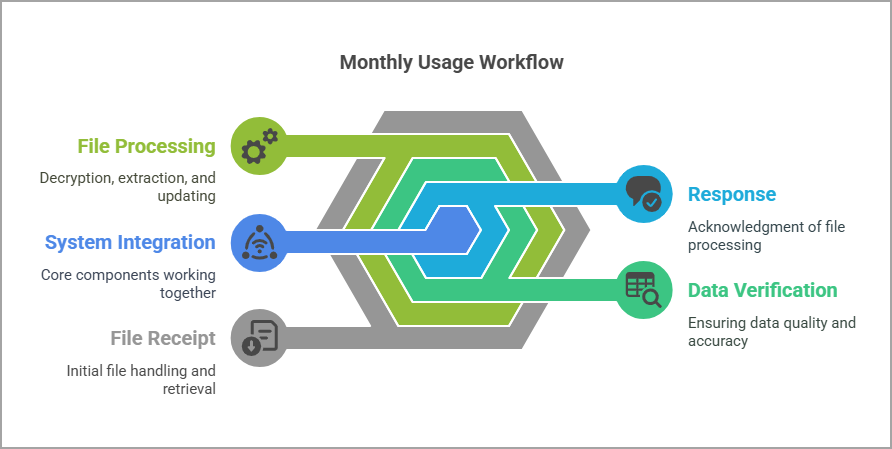 Monthly Usage Workflow
File Processing
Decryption, extraction, and
updating
System Integration
Core components working
together
File Receipt
Initial file handling and
retrieval
Response
Acknowledgment of file
processing
Data Verification
Ensuring data quality and
accuracy